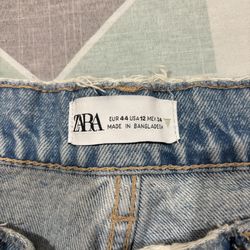 ZARA
EUR 44 USA 12 MEX 34
MADE IN BANGLADESH